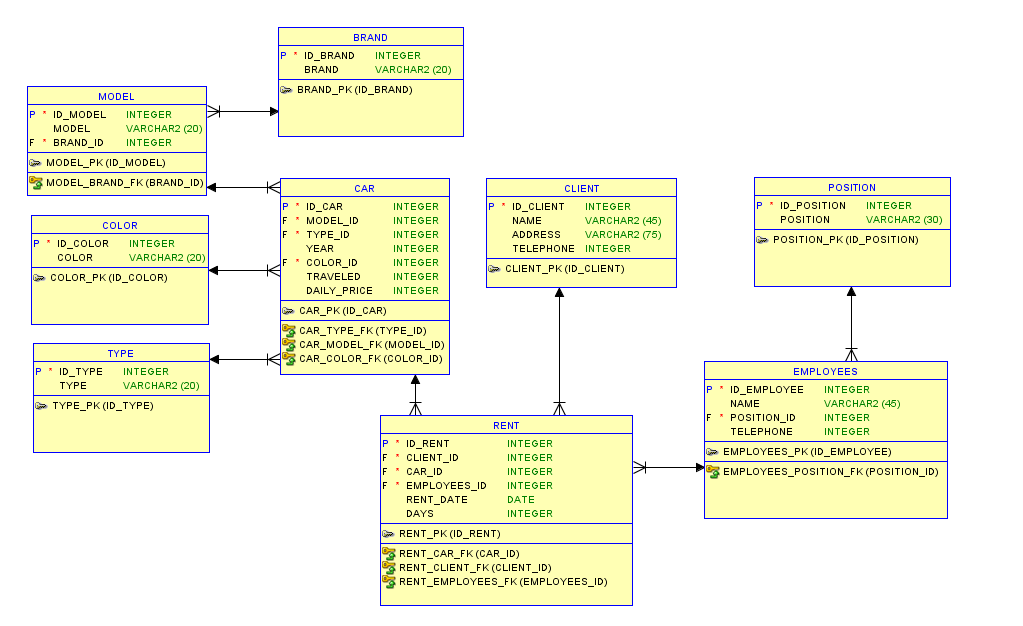 BRAND
P * ID_BRAND INTEGER
BRAND VARCHAR2 (20)
BRAND_PK (ID_BRAND)
MODEL
P * ID_MODEL INTEGER
MODEL VARCHAR2 (20)
F * BRAND_ID INTEGER
MODEL_PK (ID_MODEL)
MODEL_BRAND_FK (BRAND_ID)
COLOR
P * ID_COLOR INTEGER
COLOR VARCHAR2 (20)
COLOR_PK (ID_COLOR)
TYPE
P * ID_TYPE INTEGER
TYPE VARCHAR2 (20)
TYPE_PK (ID_TYPE)
CAR
P * ID_CAR INTEGER
F * MODEL_ID INTEGER
F * TYPE_ID INTEGER
YEAR INTEGER
F * COLOR_ID INTEGER
TRAVELED INTEGER
DAILY_PRICE INTEGER
CAR_PK (ID_CAR)
CAR_TYPE_FK (TYPE_ID)
CAR_MODEL_FK (MODEL_ID)
CAR_COLOR_FK (COLOR_ID)
CLIENT
P * ID_CLIENT INTEGER
NAME VARCHAR2 (45)
ADDRESS VARCHAR2 (75)
TELEPHONE INTEGER
CLIENT_PK (ID_CLIENT)
POSITION
P * ID_POSITION INTEGER
POSITION VARCHAR2 (30)
POSITION_PK (ID_POSITION)
EMPLOYEES
P * ID_EMPLOYEE INTEGER
NAME VARCHAR2 (45)
F * POSITION_ID INTEGER
TELEPHONE INTEGER
EMPLOYEES_PK (ID_EMPLOYEE)
EMPLOYEES_POSITION_FK (POSITION_ID)
RENT
P * ID_RENT INTEGER
F * CLIENT_ID INTEGER
F * CAR_ID INTEGER
F * EMPLOYEES_ID INTEGER
RENT_DATE DATE
DAYS INTEGER
RENT_PK (ID_RENT)
RENT_CAR_FK (CAR_ID)
RENT_CLIENT_FK (CLIENT_ID)
RENT_EMPLOYEES_FK (EMPLOYEES_ID)